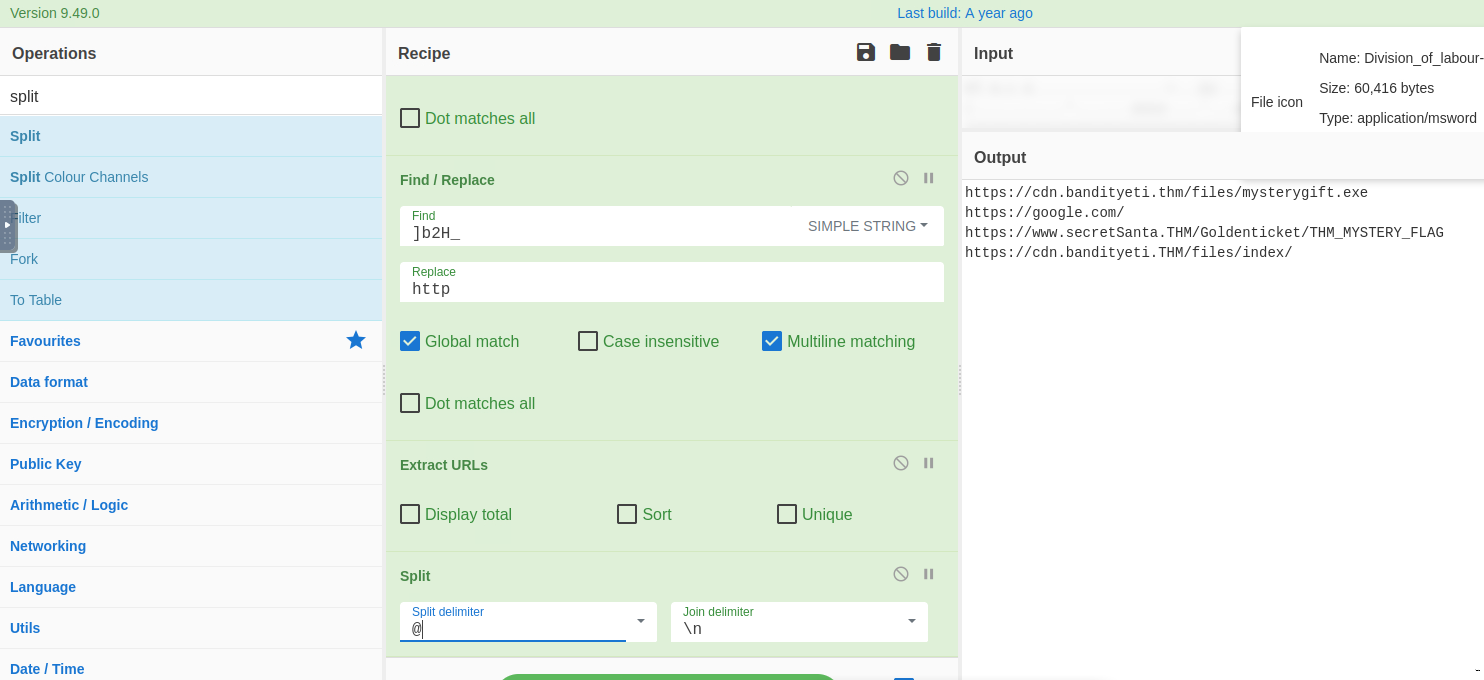 Version 9.49.0
Last build: A year ago
Operations
split
Split
Split Colour Channels
Filter
Fork
To Table
Favourites
Data format
Encryption / Encoding
Public Key
Arithmetic / Logic
Networking
Language
Utils
Date / Time
Recipe
Dot matches all
Find / Replace
Find
]b2H_
SIMPLE STRING
Replace
http
Global match
Case insensitive
Multiline matching
Dot matches all
Extract URLs
Display total
Sort
Unique
Split
Split delimiter
@
Join delimiter
\n
Input
File icon
Name: Division_of_labour-
Size: 60,416 bytes
Type: application/msword
Output
https://cdn.bandityeti.thm/files/mysterygift.exe
https://google.com/
https://www.secretSanta.THM/Goldenticket/THM_MYSTERY_FLAG
https://cdn.bandityeti.THM/files/index/